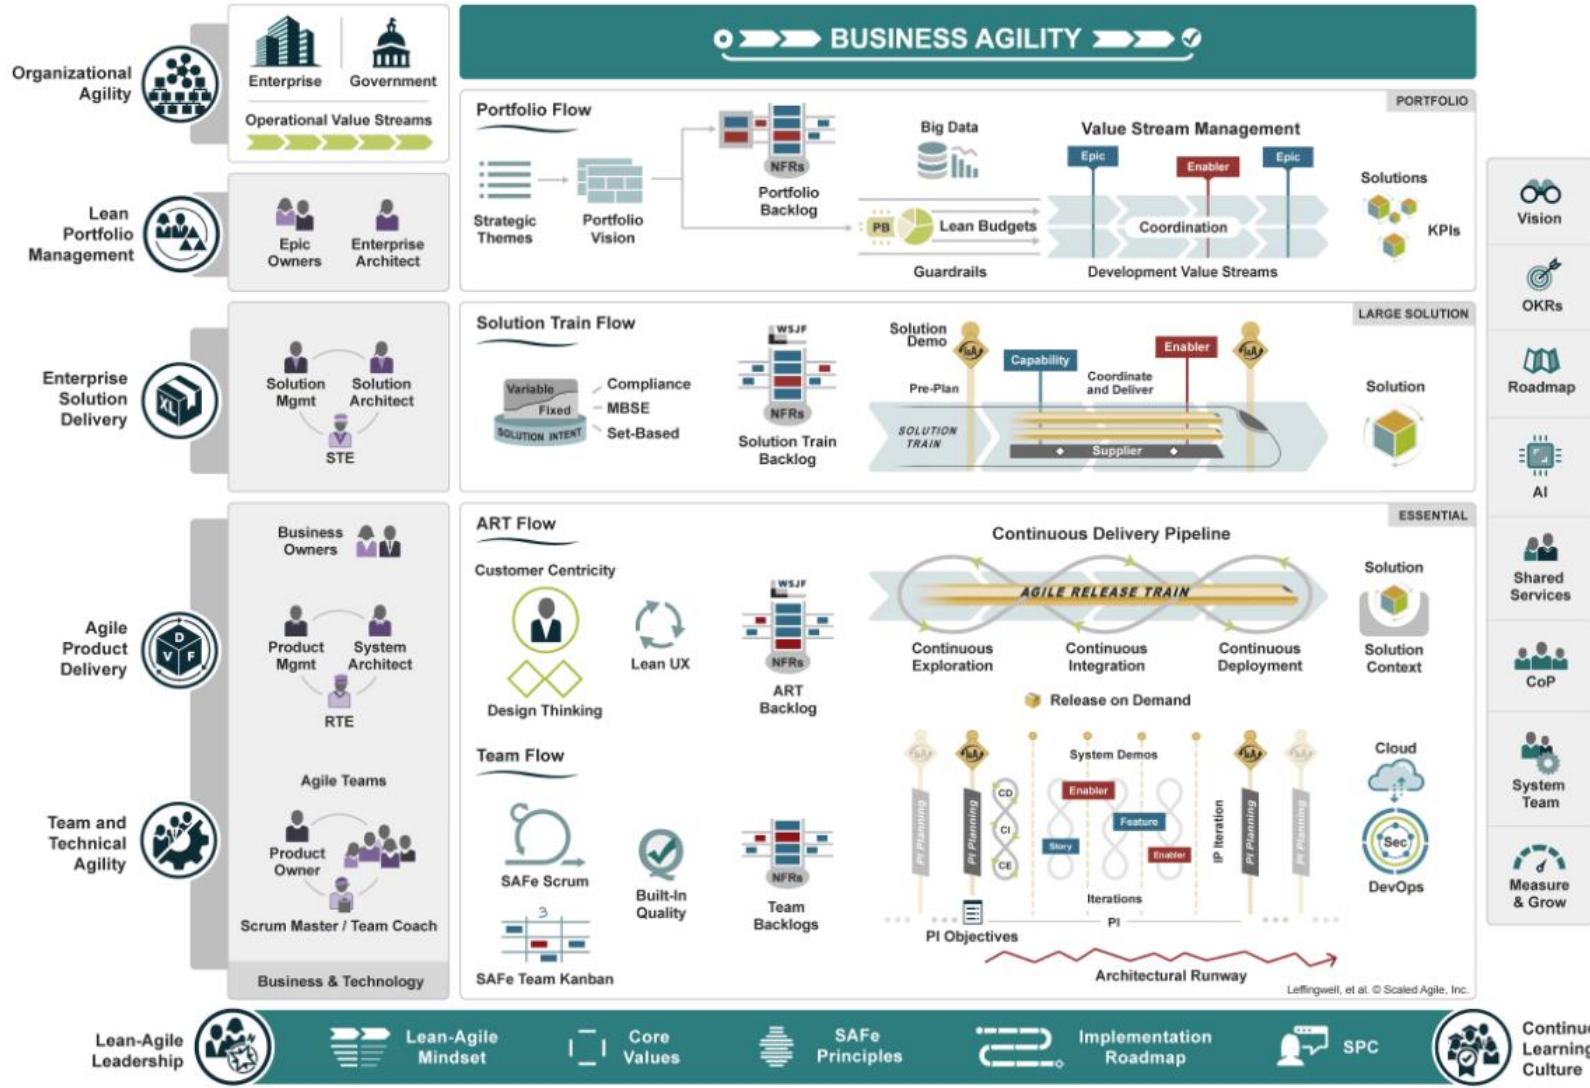 Organizational
Agility
Enterprise
Government
Operational Value Streams
BUSINESS AGILITY
PORTFOLIO
Portfolio Flow
Strategic
Themes
Portfolio
Vision
NFRs
Portfolio
Backlog
Big Data
PB
Lean Budgets
Guardrails
Value Stream Management
Epic
Enabler
Epic
Coordination
Development Value Streams
Solutions
KPIs
Lean
Portfolio
Management
Epic
Owners
Enterprise
Architect
LARGE SOLUTION
Enterprise
Solution
Delivery
XL
Solution
Mgmt
Solution
Architect
STE
Solution Train Flow
Variable
Fixed
SOLUTION INTENT
Compliance
MBSE
Set-Based
WSJF
NFRs
Solution Train
Backlog
Solution
Demo
I&A
Pre-Plan
Capability
Coordinate
and Deliver
Enabler
I&A
SOLUTION
TRAIN
Supplier
Solution
ESSENTIAL
Agile
Product
Delivery
D
V F
Business
Owners
Product
Mgmt
System
Architect
RTE
ART Flow
Customer Centricity
Lean UX
Design Thinking
WSJF
NFRs
ART
Backlog
Continuous Delivery Pipeline
AGILE RELEASE TRAIN
Continuous
Exploration
Continuous
Integration
Continuous
Deployment
Release on Demand
Solution
Solution
Context
Team and
Technical
Agility
Agile Teams
Product
Owner
Scrum Master / Team Coach
Business & Technology
Team Flow
SAFe Scrum
Built-In
Quality
3
SAFe Team Kanban
NFRs
Team
Backlogs
I&A
I&A
System Demos
I&A
I&A
PI Planning
PI Planning
CD
CI
CE
Enabler
Feature
Story
Enabler
IP Iteration
PI Planning
PI Planning
Iterations
PI
PI Objectives
Architectural Runway
Cloud
Sec
DevOps
Leffingwell, et al. © Scaled Agile, Inc.
Vision
OKRs
Roadmap
AI
Shared
Services
CoP
System
Team
Measure
& Grow
Lean-Agile
Leadership
Lean-Agile
Mindset
Core
Values
SAFe
Principles
Implementation
Roadmap
SPC
Continuo
Learning
Culture